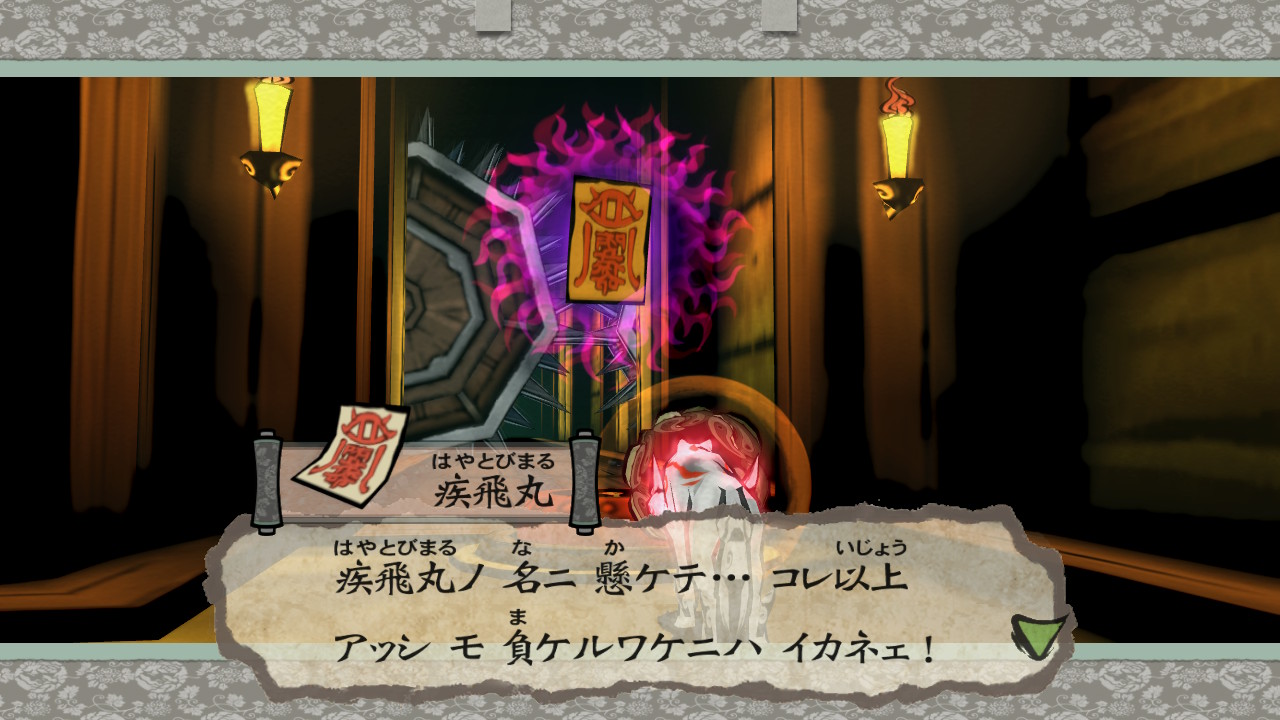 はやとびまる
疾飛丸
はやとびまる な か いじょう
疾飛丸ノ 名ニ 懸ケテ… コレ以上
ま
アッシ モ 負ケルワケニハ イカネェ！